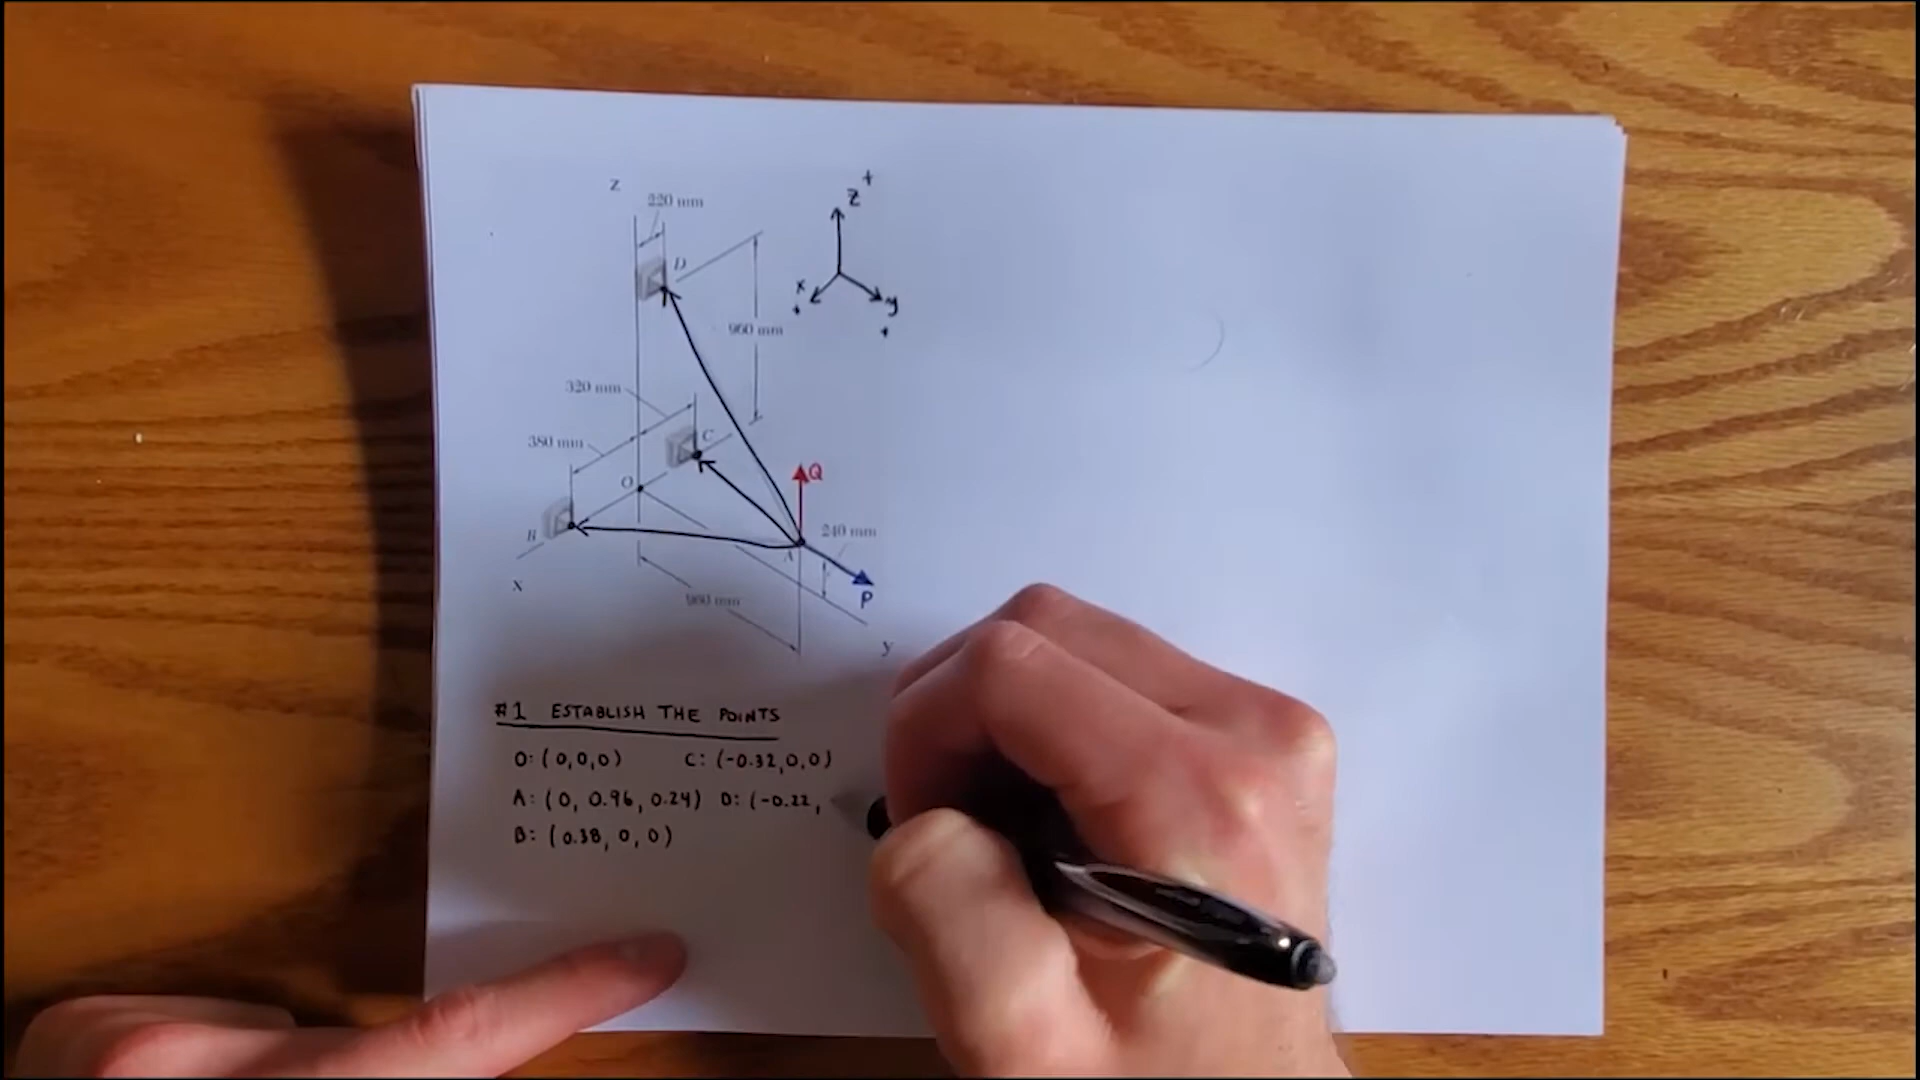 z
+
z
220 mm
D
x
+
y
+
960 mm
320 mm
C
380 mm
Q
O
B
240 mm
A
x
960 mm
P
y
#1 ESTABLISH THE POINTS
O: (0,0,0) C: (-0.32,0,0)
A: (0, 0.96, 0.24) D: (-0.22,
B: (0.38, 0, 0)